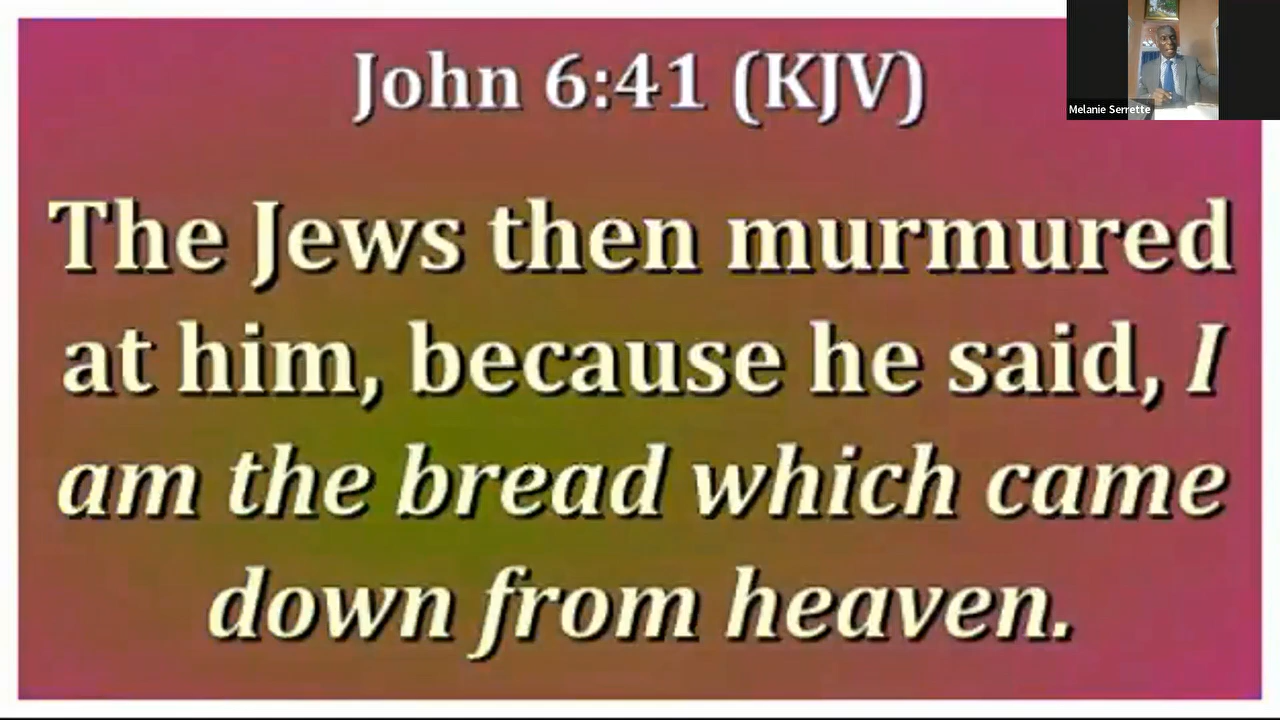 John 6:41 (KJV)
Melanie Serrette
The Jews then murmured
at him, because he said, I
am the bread which came
down from heaven.